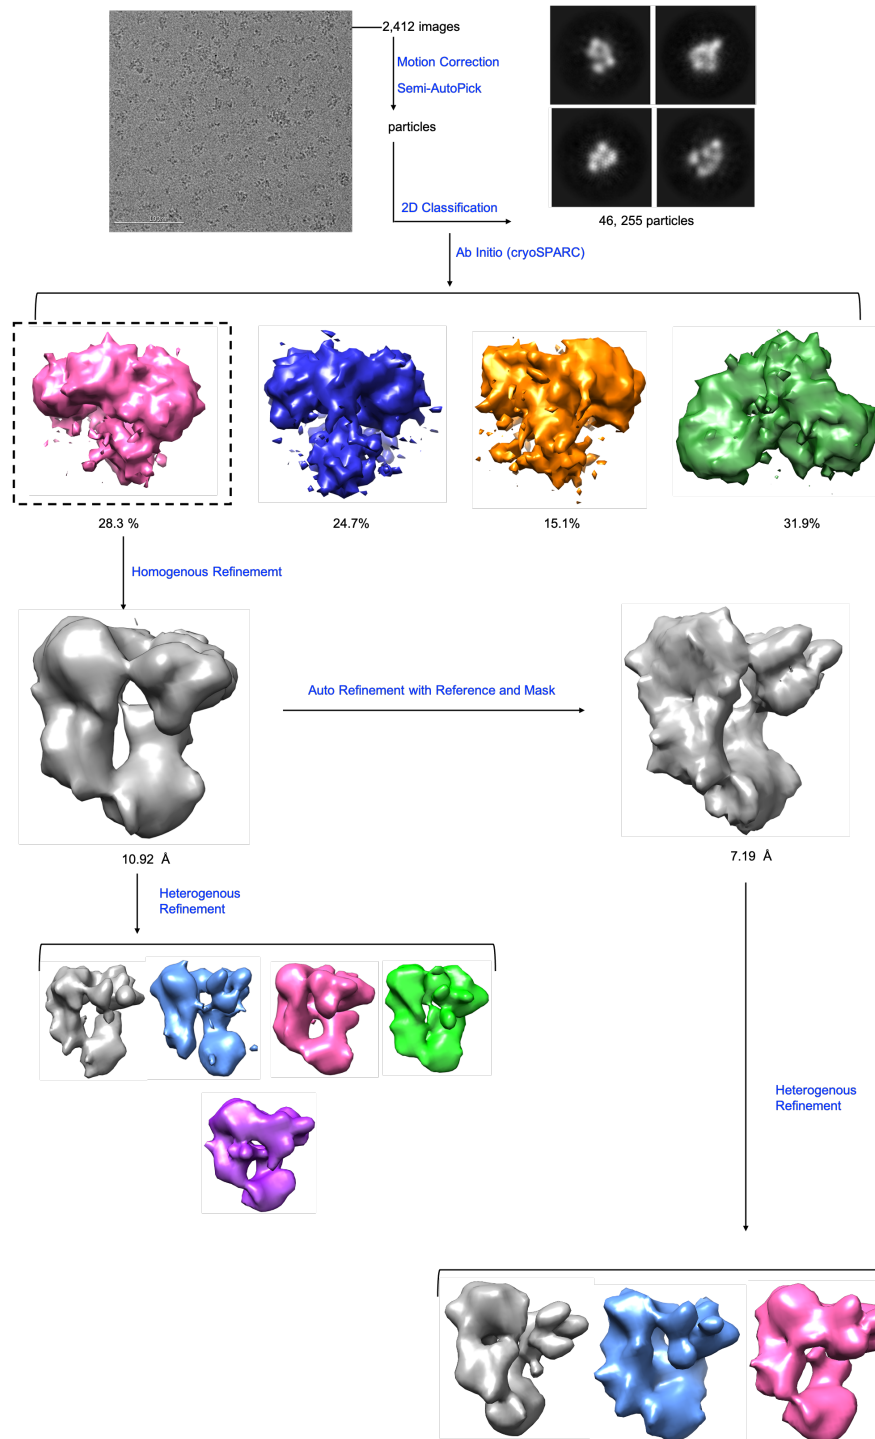 2,412 images
Motion Correction
Semi-AutoPick
particles
2D Classification
46, 255 particles
Ab Initio (cryoSPARC)
28.3 %
24.7%
15.1%
31.9%
Homogenous Refinememt
Auto Refinement with Reference and Mask
10.92 Å
7.19 Å
Heterogenous
Refinement
Heterogenous
Refinement